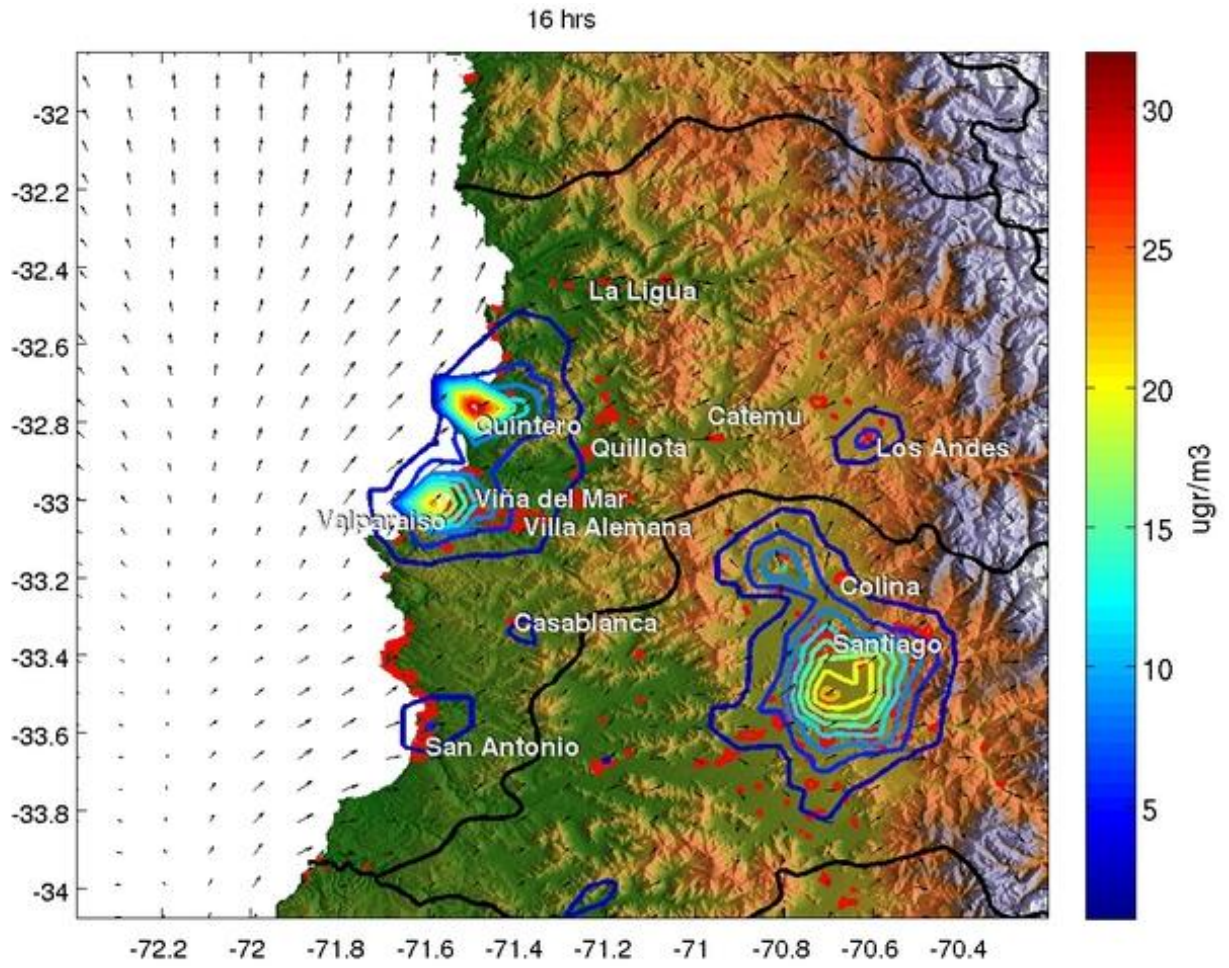 16 hrs
-32
-32.2
-32.4
-32.6
-32.8
-33
-33.2
-33.4
-33.6
-33.8
-34
La Ligua
Catemu
Quintero
Quillota
Los Andes
Viña del Mar
Valparaiso
Villa Alemana
Colina
Casablanca
Santiago
San Antonio
-72.2
-72
-71.8
-71.6
-71.4
-71.2
-71
-70.8
-70.6
-70.4
30
25
20
15
10
5
ugr/m3